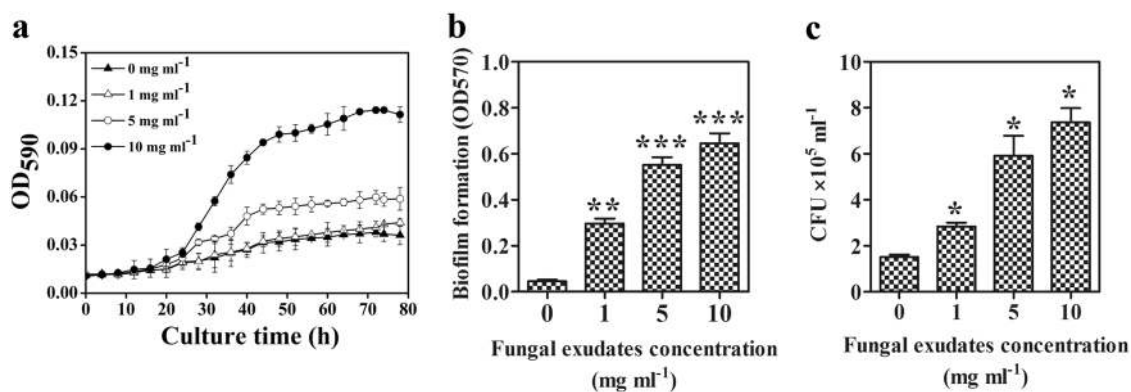 a
OD590
0.15
0.12
0.09
0.06
0.03
0.00
0 mg ml-1
1 mg ml-1
5 mg ml-1
10 mg ml-1
0 10 20 30 40 50 60 70 80
Culture time (h)
b
Biofilm formation (OD570)
1.0
0.8
0.6
0.4
0.2
0.0
**
***
***
0 1 5 10
Fungal exudates concentration
(mg ml-1)
c
CFU ×10^5 ml-1
10
8
6
4
2
0
*
*
*
0 1 5 10
Fungal exudates concentration
(mg ml-1)